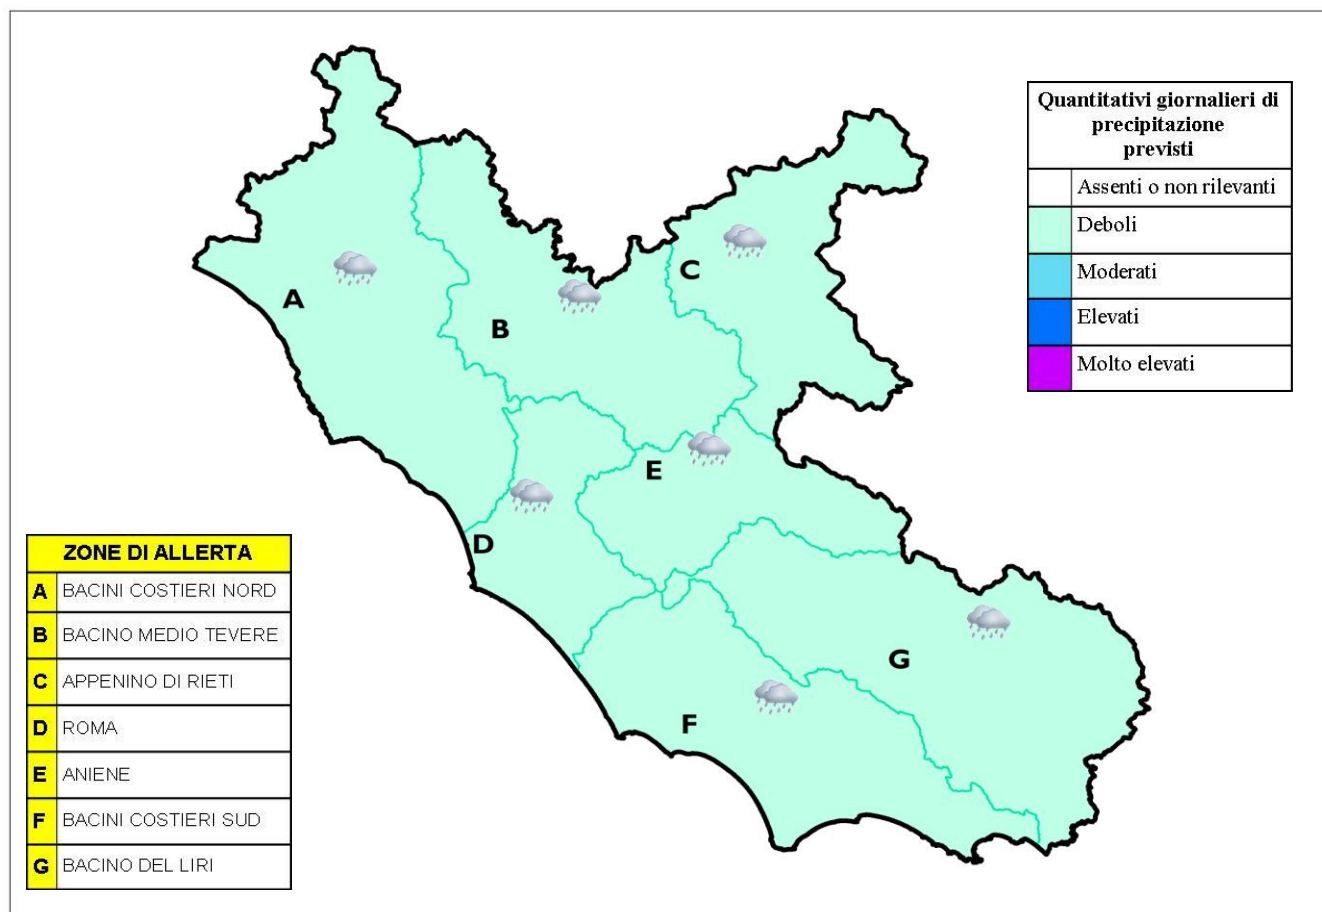 Quantitativi giornalieri di
precipitazione
previsti
Assenti o non rilevanti
Deboli
Moderati
Elevati
Molto elevati
A
B
C
D
E
F
G
ZONE DI ALLERTA
A BACINI COSTIERI NORD
B BACINO MEDIO TEVERE
C APPENINO DI RIETI
D ROMA
E ANIENE
F BACINI COSTIERI SUD
G BACINO DEL LIRI